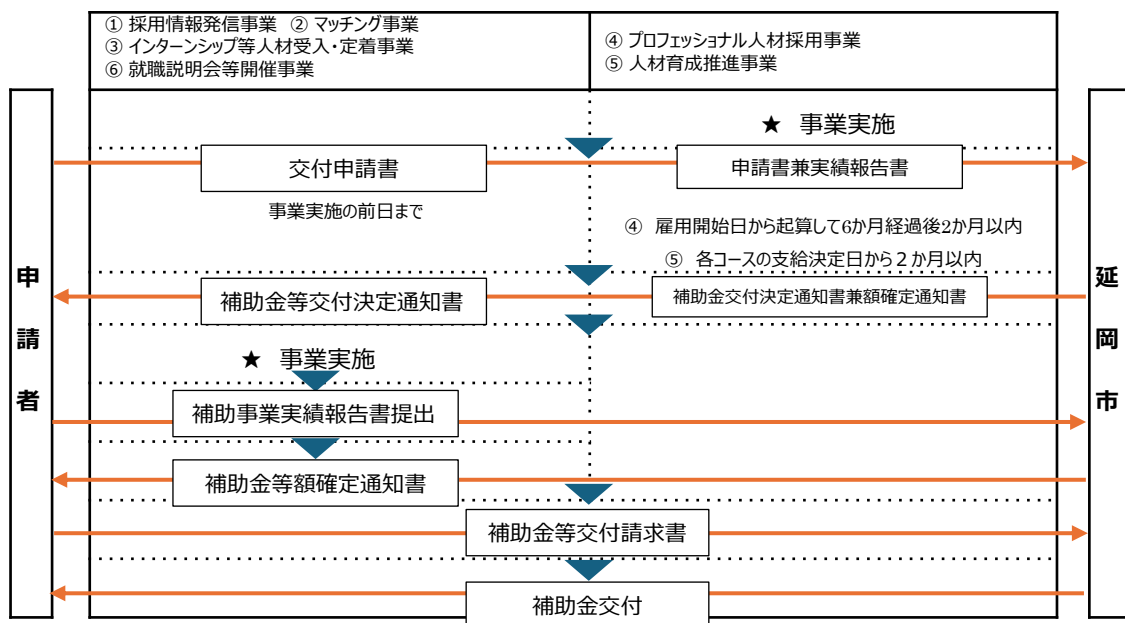 ① 採用情報発信事業 ② マッチング事業
③ インターンシップ等人材受入・定着事業
⑥ 就職説明会等開催事業
④ プロフェッショナル人材採用事業
⑤ 人材育成推進事業
申請者
延岡市
★ 事業実施
交付申請書
申請書兼実績報告書
事業実施の前日まで
④ 雇用開始日から起算して6か月経過後2か月以内
⑤ 各コースの支給決定日から２か月以内
補助金等交付決定通知書
補助金交付決定通知書兼額確定通知書
★ 事業実施
補助事業実績報告書提出
補助金等額確定通知書
補助金等交付請求書
補助金交付